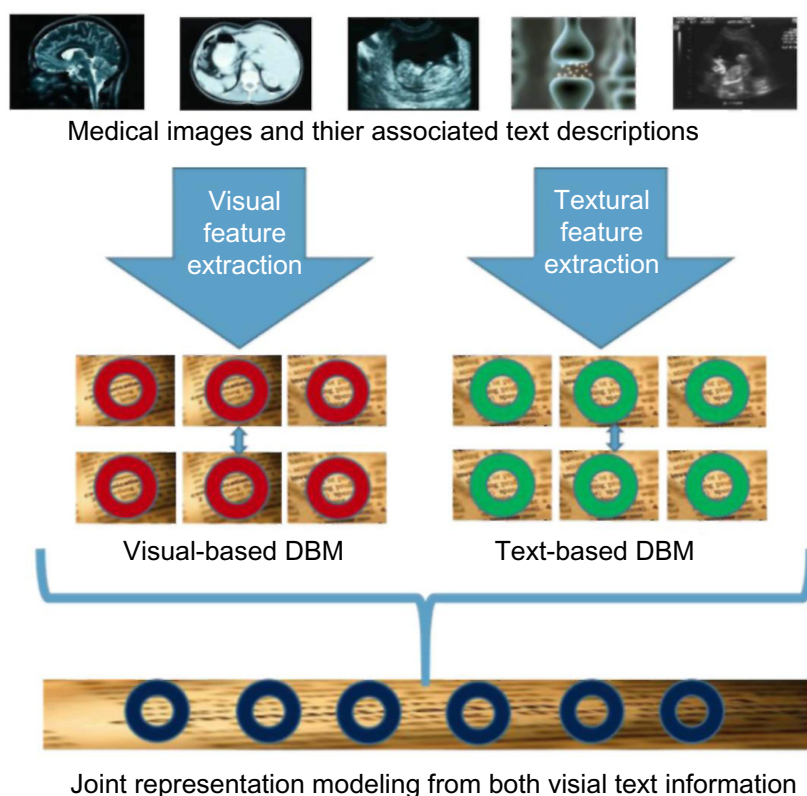 Medical images and thier associated text descriptions
Visual
feature
extraction
Textural
feature
extraction
Visual-based DBM
Text-based DBM
Joint representation modeling from both visial text information